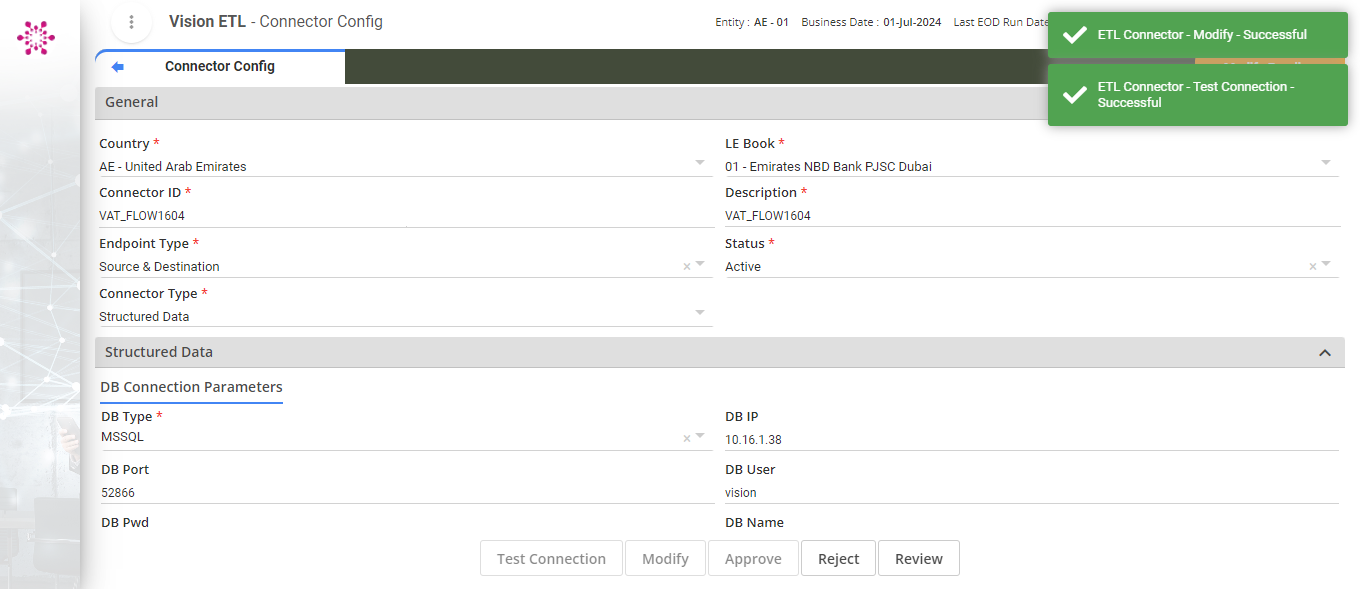 Vision ETL - Connector Config
Entity : AE - 01 Business Date : 01-Jul-2024 Last EOD Run Date
ETL Connector - Modify - Successful
Connector Config
ETL Connector - Test Connection -
Successful
General
Country *
LE Book *
AE - United Arab Emirates
01 - Emirates NBD Bank PJSC Dubai
Connector ID *
Description *
VAT_FLOW1604
VAT_FLOW1604
Endpoint Type *
Status *
Source & Destination
Active
Connector Type *
Structured Data
Structured Data
DB Connection Parameters
DB Type *
DB IP
MSSQL
10.16.1.38
DB Port
DB User
52866
vision
DB Pwd
DB Name
Test Connection
Modify
Approve
Reject
Review